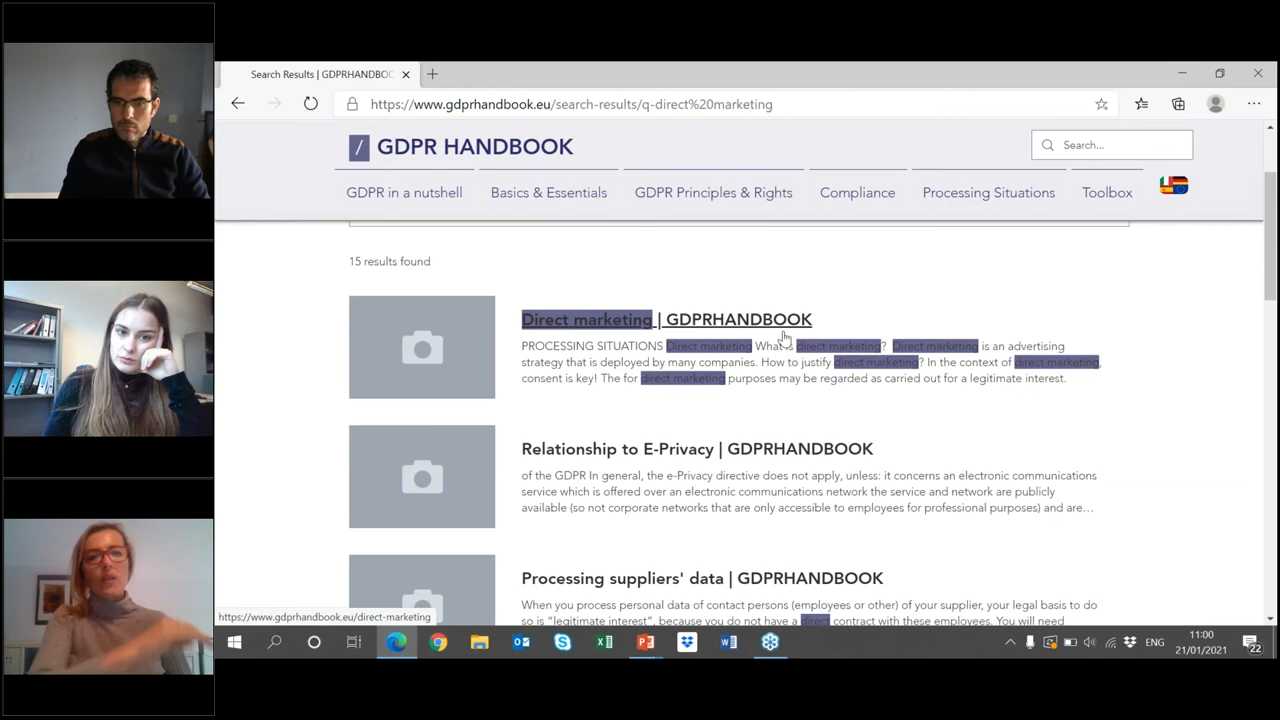 Search Results | GDPRHANDBOO
https://www.gdprhandbook.eu/search-results/q-direct%20marketing
/ GDPR HANDBOOK
Search...
GDPR in a nutshell Basics & Essentials GDPR Principles & Rights Compliance Processing Situations Toolbox
15 results found
Direct marketing | GDPRHANDBOOK
PROCESSING SITUATIONS Direct marketing What is direct marketing? Direct marketing is an advertising
strategy that is deployed by many companies. How to justify direct marketing? In the context of direct marketing,
consent is key! The for direct marketing purposes may be regarded as carried out for a legitimate interest.
Relationship to E-Privacy | GDPRHANDBOOK
of the GDPR In general, the e-Privacy directive does not apply, unless: it concerns an electronic communications
service which is offered over an electronic communications network the service and network are publicly
available (so not corporate networks that are only accessible to employees for professional purposes) and are…
Processing suppliers' data | GDPRHANDBOOK
When you process personal data of contact persons (employees or other) of your supplier, your legal basis to do
so is “legitimate interest”, because you do not have a direct contract with these employees. You will need
https://www.gdprhandbook.eu/direct-marketing
ENG
11:00
21/01/2021
22